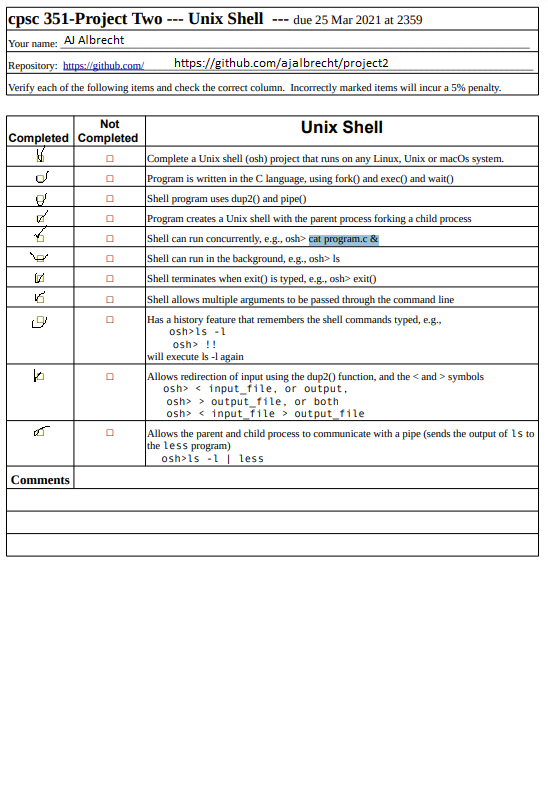 cpsc 351-Project Two --- Unix Shell --- due 25 Mar 2021 at 2359
Your name: AJ Albrecht
Repository: https://github.com/ https://github.com/ajalbrecht/project2
Verify each of the following items and check the correct column. Incorrectly marked items will incur a 5% penalty.
Completed Not Completed Unix Shell
Complete a Unix shell (osh) project that runs on any Linux, Unix or macOs system.
Program is written in the C language, using fork() and exec() and wait()
Shell program uses dup2() and pipe()
Program creates a Unix shell with the parent process forking a child process
Shell can run concurrently, e.g., osh> cat program.c &
Shell can run in the background, e.g., osh> ls
Shell terminates when exit() is typed, e.g., osh> exit()
Shell allows multiple arguments to be passed through the command line
Has a history feature that remembers the shell commands typed, e.g.,
osh>ls -l
osh> !!
will execute ls -l again
Allows redirection of input using the dup2() function, and the < and > symbols
osh> < input_file, or output,
osh> > output_file, or both
osh> < input_file > output_file
Allows the parent and child process to communicate with a pipe (sends the output of ls to
the less program)
osh>ls -l | less
Comments